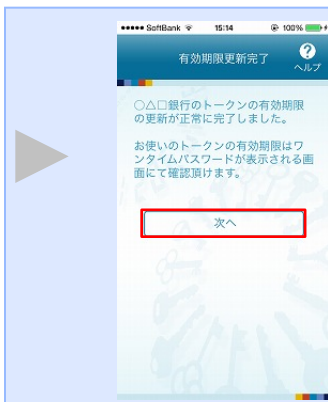 ●●●●● SoftBank 15:14 100%
有効期限更新完了
?
ヘルプ
○△□銀行のトークンの有効期限
の更新が正常に完了しました。
お使いのトークンの有効期限はワ
ンタイムパスワードが表示される画
面にて確認頂けます。
次へ